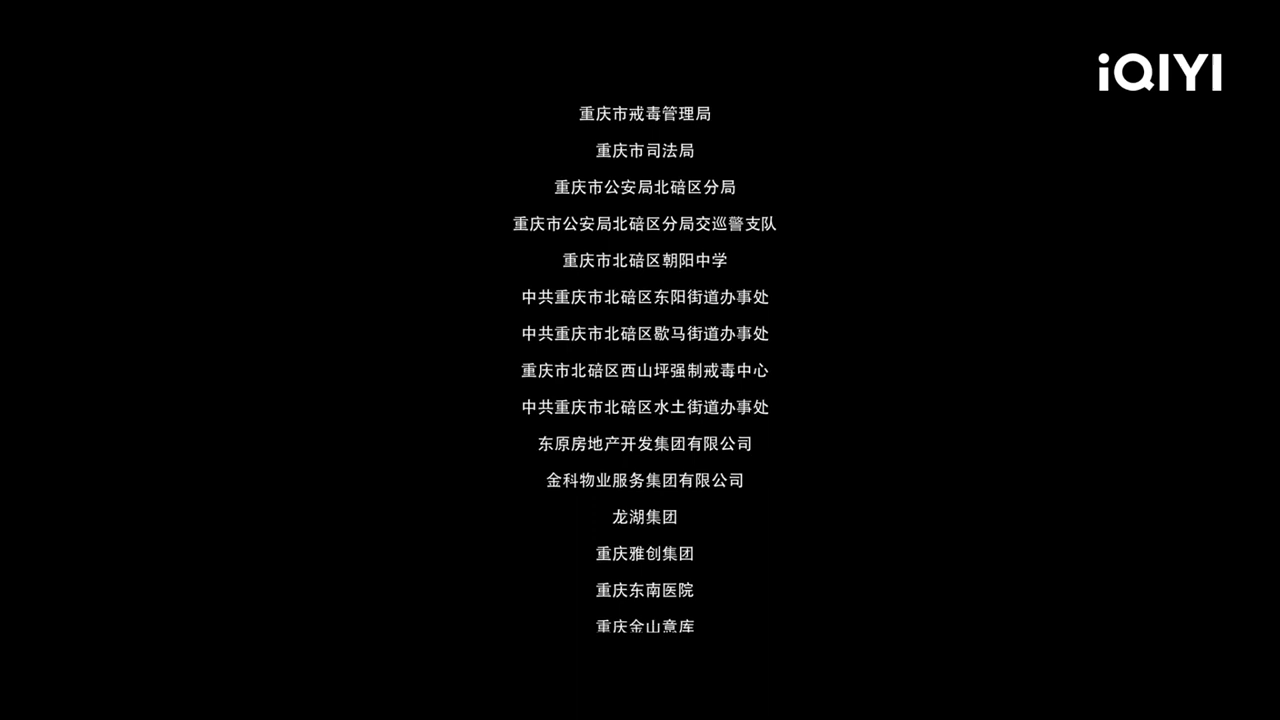 iQIYI
重庆市戒毒管理局
重庆市司法局
重庆市公安局北碚区分局
重庆市公安局北碚区分局交巡警支队
重庆市北碚区朝阳中学
中共重庆市北碚区东阳街道办事处
中共重庆市北碚区歇马街道办事处
重庆市北碚区西山坪强制戒毒中心
中共重庆市北碚区水土街道办事处
东原房地产开发集团有限公司
金科物业服务集团有限公司
龙湖集团
重庆雅创集团
重庆东南医院
重庆金山意库